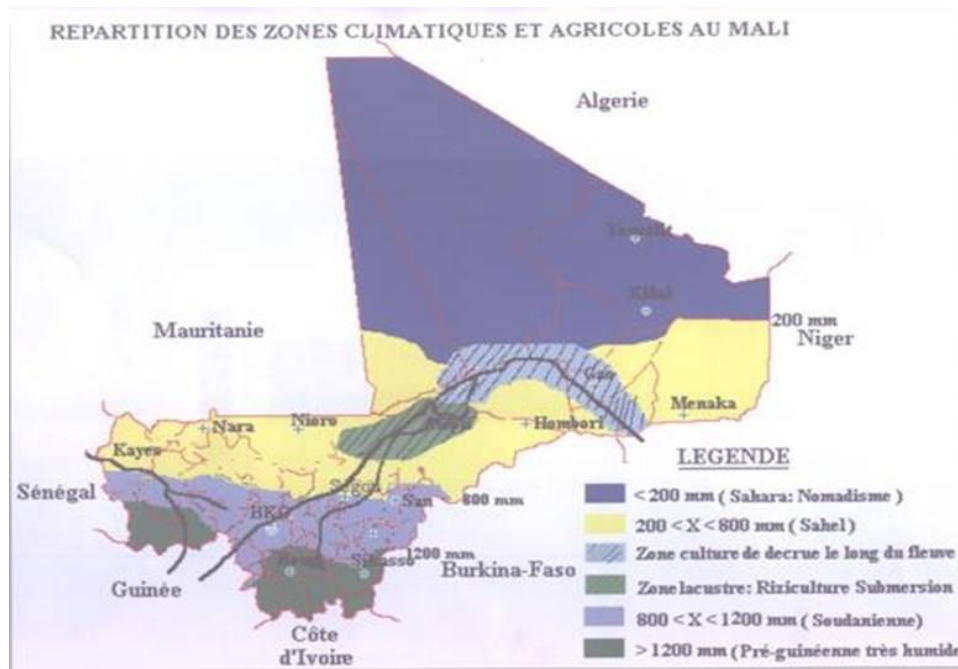 REPARTITION DES ZONES CLIMATIQUES ET AGRICOLES AU MALI
Algerie
Kidal
200 mm
Niger
Mauritanie
Gao
Menaka
Nara
Nioro
Hombori
Kayes
Sénégal
Segou
San
800 mm
BKO
Sikasso
1200 mm
Burkina-Faso
Guinée
Côte
d'Ivoire
LEGENDE
< 200 mm ( Sahara: Nomadisme )
200 < X < 800 mm ( Sahel)
Zone culture de decrue le long du fleuve
Zone lacustre: Riziculture Submersion
800 < X < 1200 mm ( Soudanienne)
> 1200 mm (Pré-guinéenne très humide